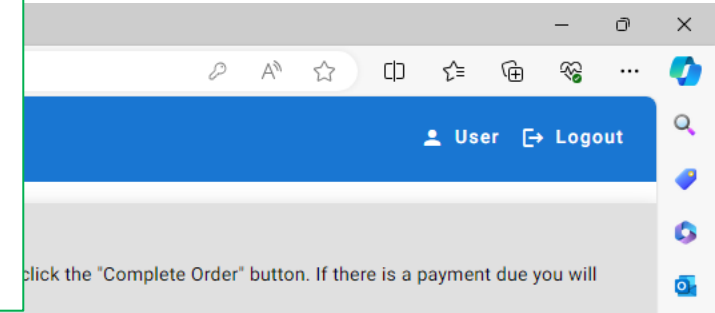 User Logout
click the "Complete Order" button. If there is a payment due you will